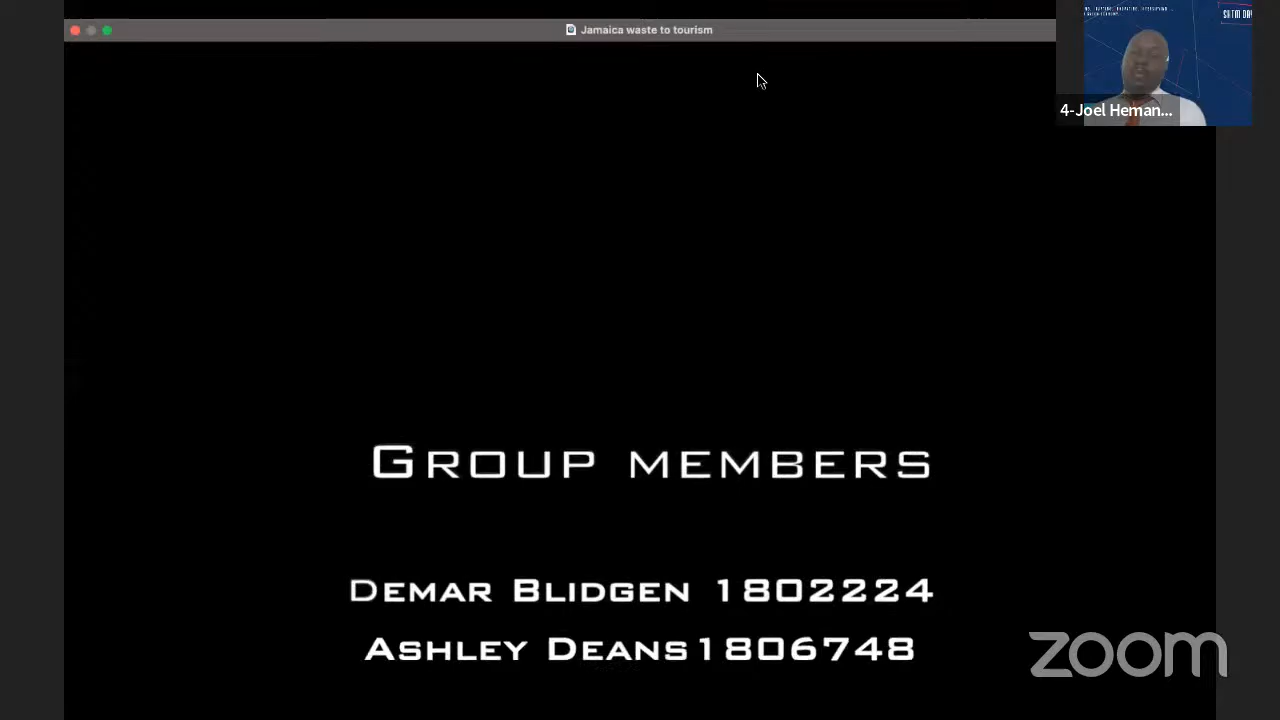 Jamaica waste to tourism
4-Joel Heman...
GROUP MEMBERS
DEMAR BLIDGEN 1802224
ASHLEY DEANS1806748
zoom